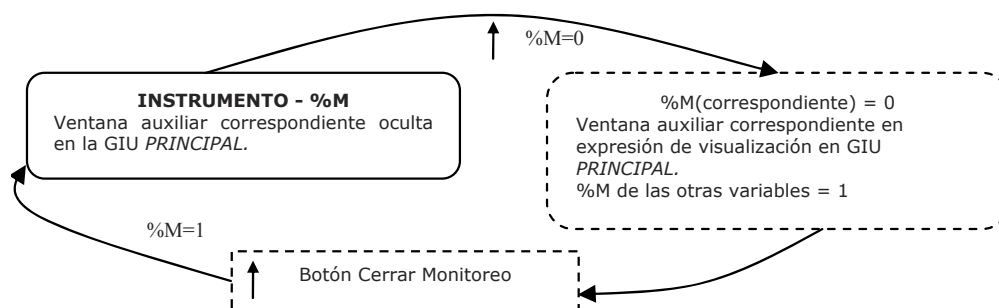 %M=0
INSTRUMENTO - %M
Ventana auxiliar correspondiente oculta
en la GIU PRINCIPAL.
%M(correspondiente) = 0
Ventana auxiliar correspondiente en
expresión de visualización en GIU
PRINCIPAL.
%M de las otras variables = 1
%M=1
Botón Cerrar Monitoreo